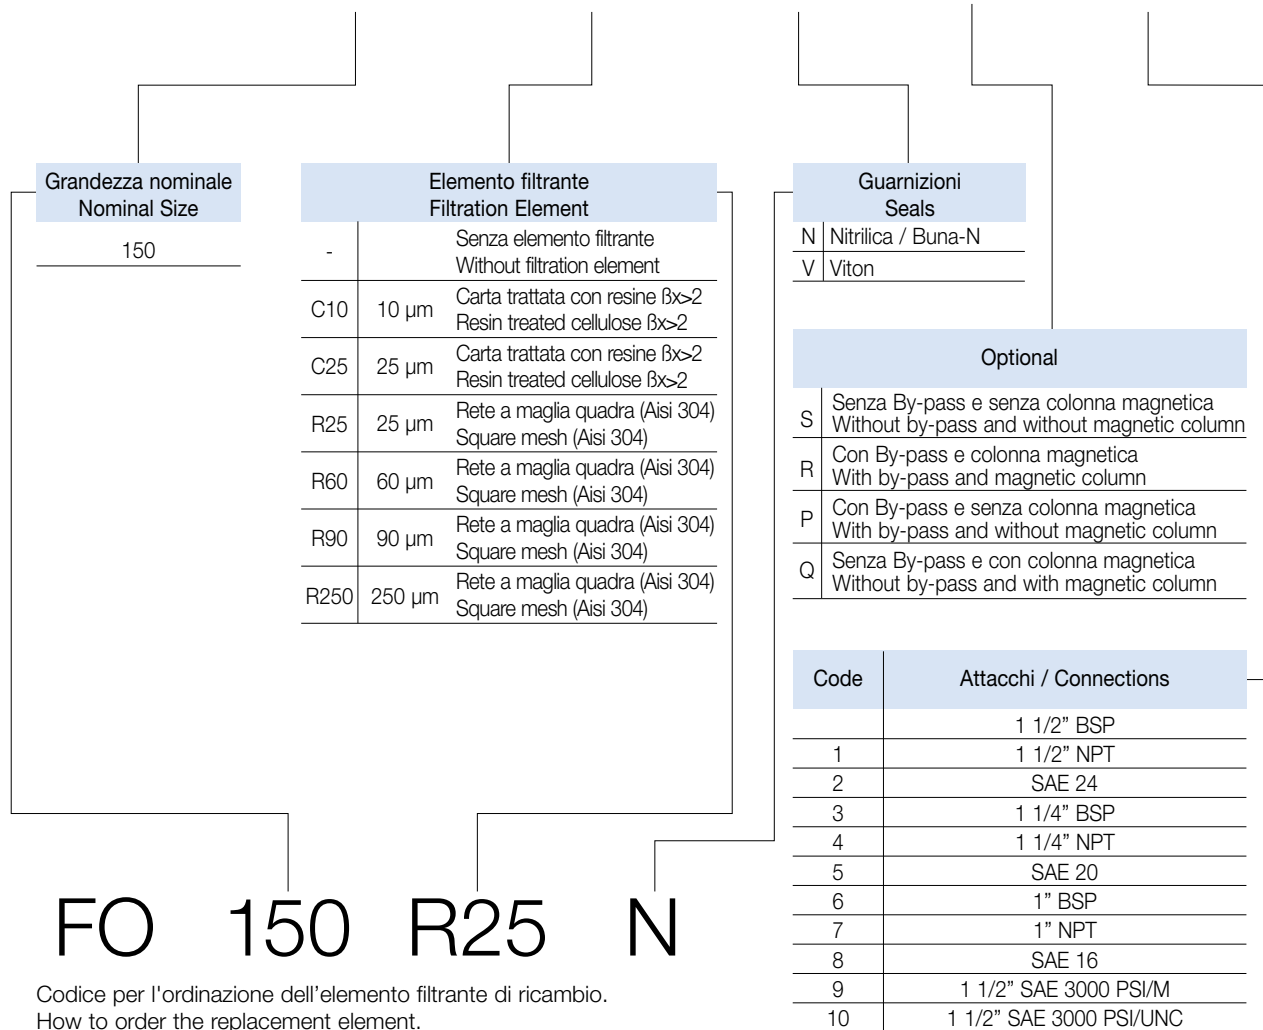 Grandezza nominale
Nominal Size
150
Elemento filtrante
Filtration Element
- Senza elemento filtrante
Without filtration element
C10 10 µm Carta trattata con resine ßx>2
Resin treated cellulose ßx>2
C25 25 µm Carta trattata con resine ßx>2
Resin treated cellulose ßx>2
R25 25 µm Rete a maglia quadra (Aisi 304)
Square mesh (Aisi 304)
R60 60 µm Rete a maglia quadra (Aisi 304)
Square mesh (Aisi 304)
R90 90 µm Rete a maglia quadra (Aisi 304)
Square mesh (Aisi 304)
R250 250 µm Rete a maglia quadra (Aisi 304)
Square mesh (Aisi 304)
Guarnizioni
Seals
N Nitrilica / Buna-N
V Viton
Optional
S Senza By-pass e senza colonna magnetica
Without by-pass and without magnetic column
R Con By-pass e colonna magnetica
With by-pass and magnetic column
P Con By-pass e senza colonna magnetica
With by-pass and without magnetic column
Q Senza By-pass e con colonna magnetica
Without by-pass and with magnetic column
Code Attacchi / Connections
1 1/2” BSP
1 1 1/2” NPT
2 SAE 24
3 1 1/4” BSP
4 1 1/4” NPT
5 SAE 20
6 1” BSP
7 1” NPT
8 SAE 16
9 1 1/2” SAE 3000 PSI/M
10 1 1/2” SAE 3000 PSI/UNC
FO 150 R25 N
Codice per l'ordinazione dell’elemento filtrante di ricambio.
How to order the replacement element.